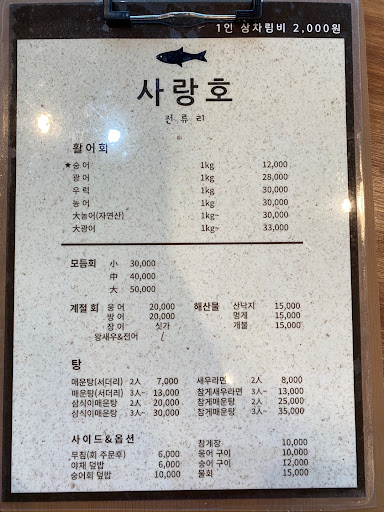 1인 상차림비 2,000원
사랑호
전류리
활어회
★숭어 1kg 12,000
광어 1kg 28,000
우럭 1kg 30,000
농어 1kg 30,000
大농어(자연산) 1kg~ 30,000
大광어 1kg~ 33,000
모듬회 小 30,000
中 40,000
大 50,000
계절 회 웅어 20,000 해산물 산낙지 15,000
방어 20,000 멍게 15,000
장어 싯가 개불 15,000
왕새우&전어
탕
매운탕(서더리) 2人 7,000 새우라면 2人 8,000
매운탕(서더리) 3人~ 13,000 참게새우라면 3人~ 13,000
삼식이매운탕 2人 20,000 참게매운탕 2人 25,000
삼식이매운탕 3人~ 30,000 참게매운탕 3人~ 35,000
사이드&옵션 참게장 10,000
무침(회 주문후) 6,000 웅어 구이 10,000
야채 덮밥 6,000 숭어 구이 12,000
숭어회 덮밥 10,000 물회 15,000